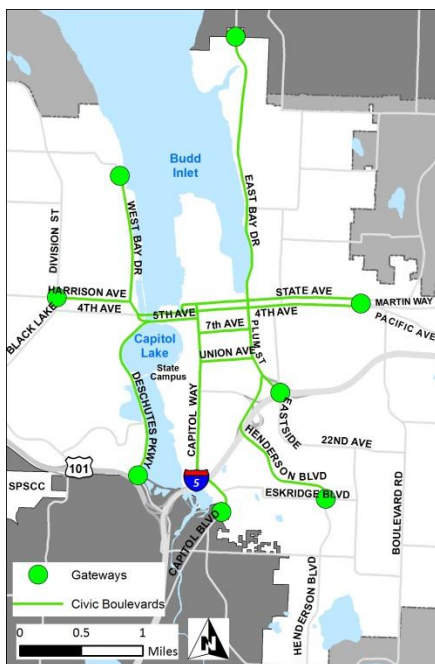 Budd
Inlet
EAST BAY DR
WEST BAY DR
DIVISION ST
HARRISON AVE
4TH AVE
BLACK LAKE
STATE AVE
MARTIN WAY
5TH AVE
4TH AVE
PACIFIC AVE
7th AVE
PLUM ST
Capitol
Lake
State
Campus
UNION AVE
CAPITOL WAY
DESCHUTES PKWY
EASTSIDE
HENDERSON BLVD
22ND AVE
BOULEVARD RD
101
SPSCC
5
ESKRIDGE BLVD
CAPITOL BLVD
HENDERSON BLVD
Gateways
Civic Boulevards
0 0.5 1
Miles
N